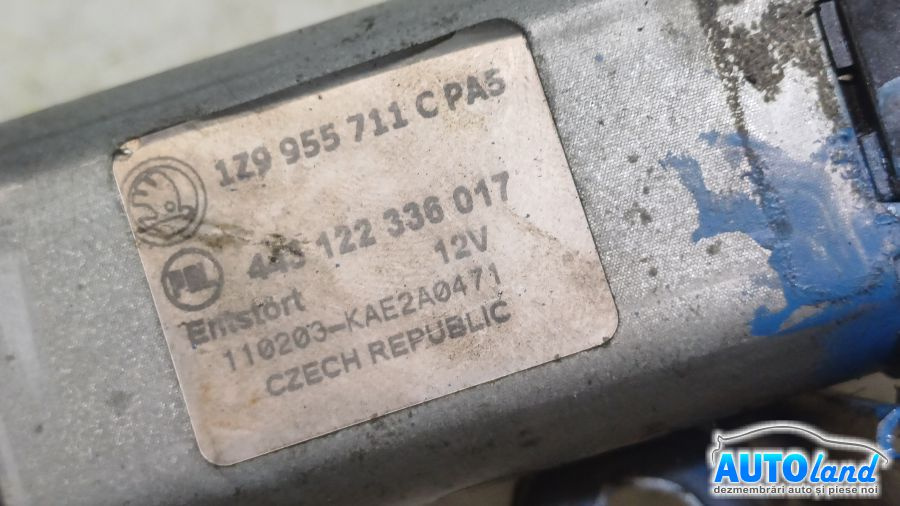 1Z9 955 711 C PA5
443 122 336 017
12V
Entstört
110203-KAE2A0471
CZECH REPUBLIC
AUTOland
dezmembrări auto și piese noi